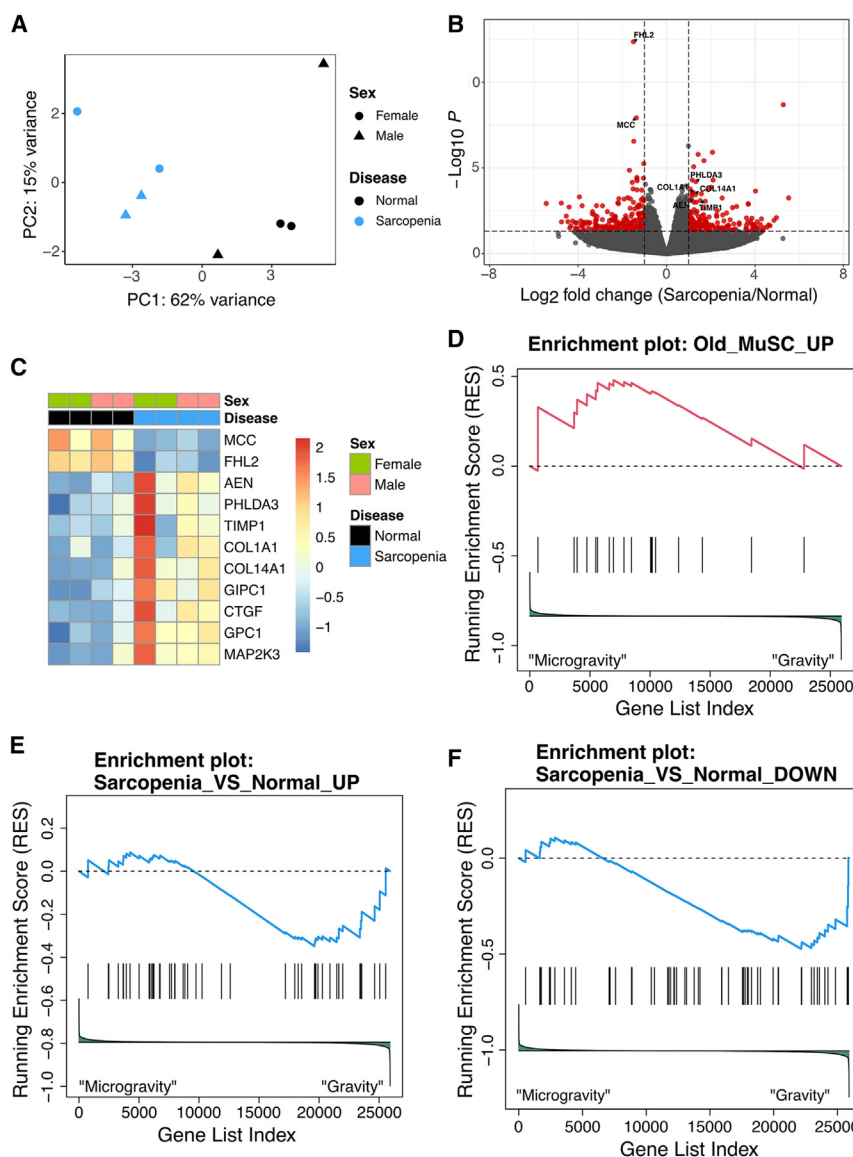 A
PC2: 15% variance
2
0
−2
−3
0
3
PC1: 62% variance
Sex
Female
Male
Disease
Normal
Sarcopenia
B
−Log10 P
0
5
0
FHL2
MCC
PHLDA3
COL1A1
COL14A1
AEN
TIMP1
−8
−4
0
4
8
Log2 fold change (Sarcopenia/Normal)
C
Sex
Disease
MCC
FHL2
AEN
PHLDA3
TIMP1
COL1A1
COL14A1
GIPC1
CTGF
GPC1
MAP2K3
2
1.5
1
0.5
0
−0.5
−1
Sex
Female
Male
Disease
Normal
Sarcopenia
D
Enrichment plot: Old_MuSC_UP
Running Enrichment Score (RES)
0.5
0.0
−0.5
−1.0
"Microgravity"
"Gravity"
0
5000
10000
15000
20000
25000
Gene List Index
E
Enrichment plot:
Sarcopenia_VS_Normal_UP
Running Enrichment Score (RES)
0.2
0.0
−0.2
−0.4
−0.6
−0.8
−1.0
"Microgravity"
"Gravity"
0
5000
10000
15000
20000
25000
Gene List Index
F
Enrichment plot:
Sarcopenia_VS_Normal_DOWN
Running Enrichment Score (RES)
0.0
−0.5
−1.0
"Microgravity"
"Gravity"
0
5000
10000
15000
20000
25000
Gene List Index